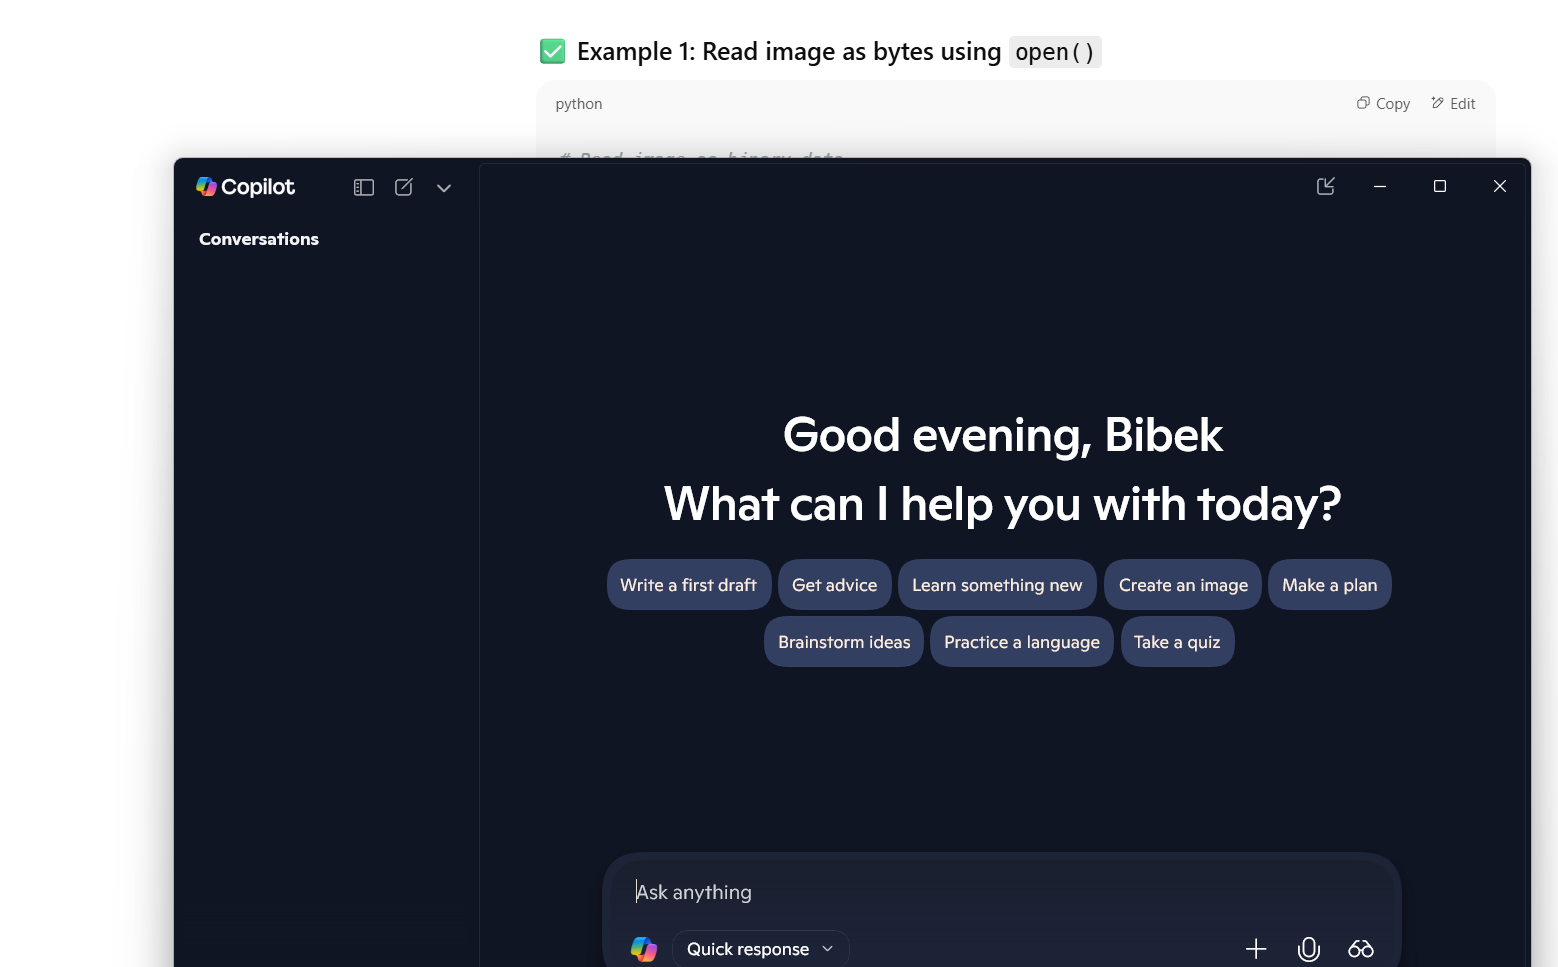 ✅ Example 1: Read image as bytes using open()
python
Copy
Edit
# Read image as binary data
Copilot
Conversations
Good evening, Bibek
What can I help you with today?
Write a first draft
Get advice
Learn something new
Create an image
Make a plan
Brainstorm ideas
Practice a language
Take a quiz
Ask anything
Quick response